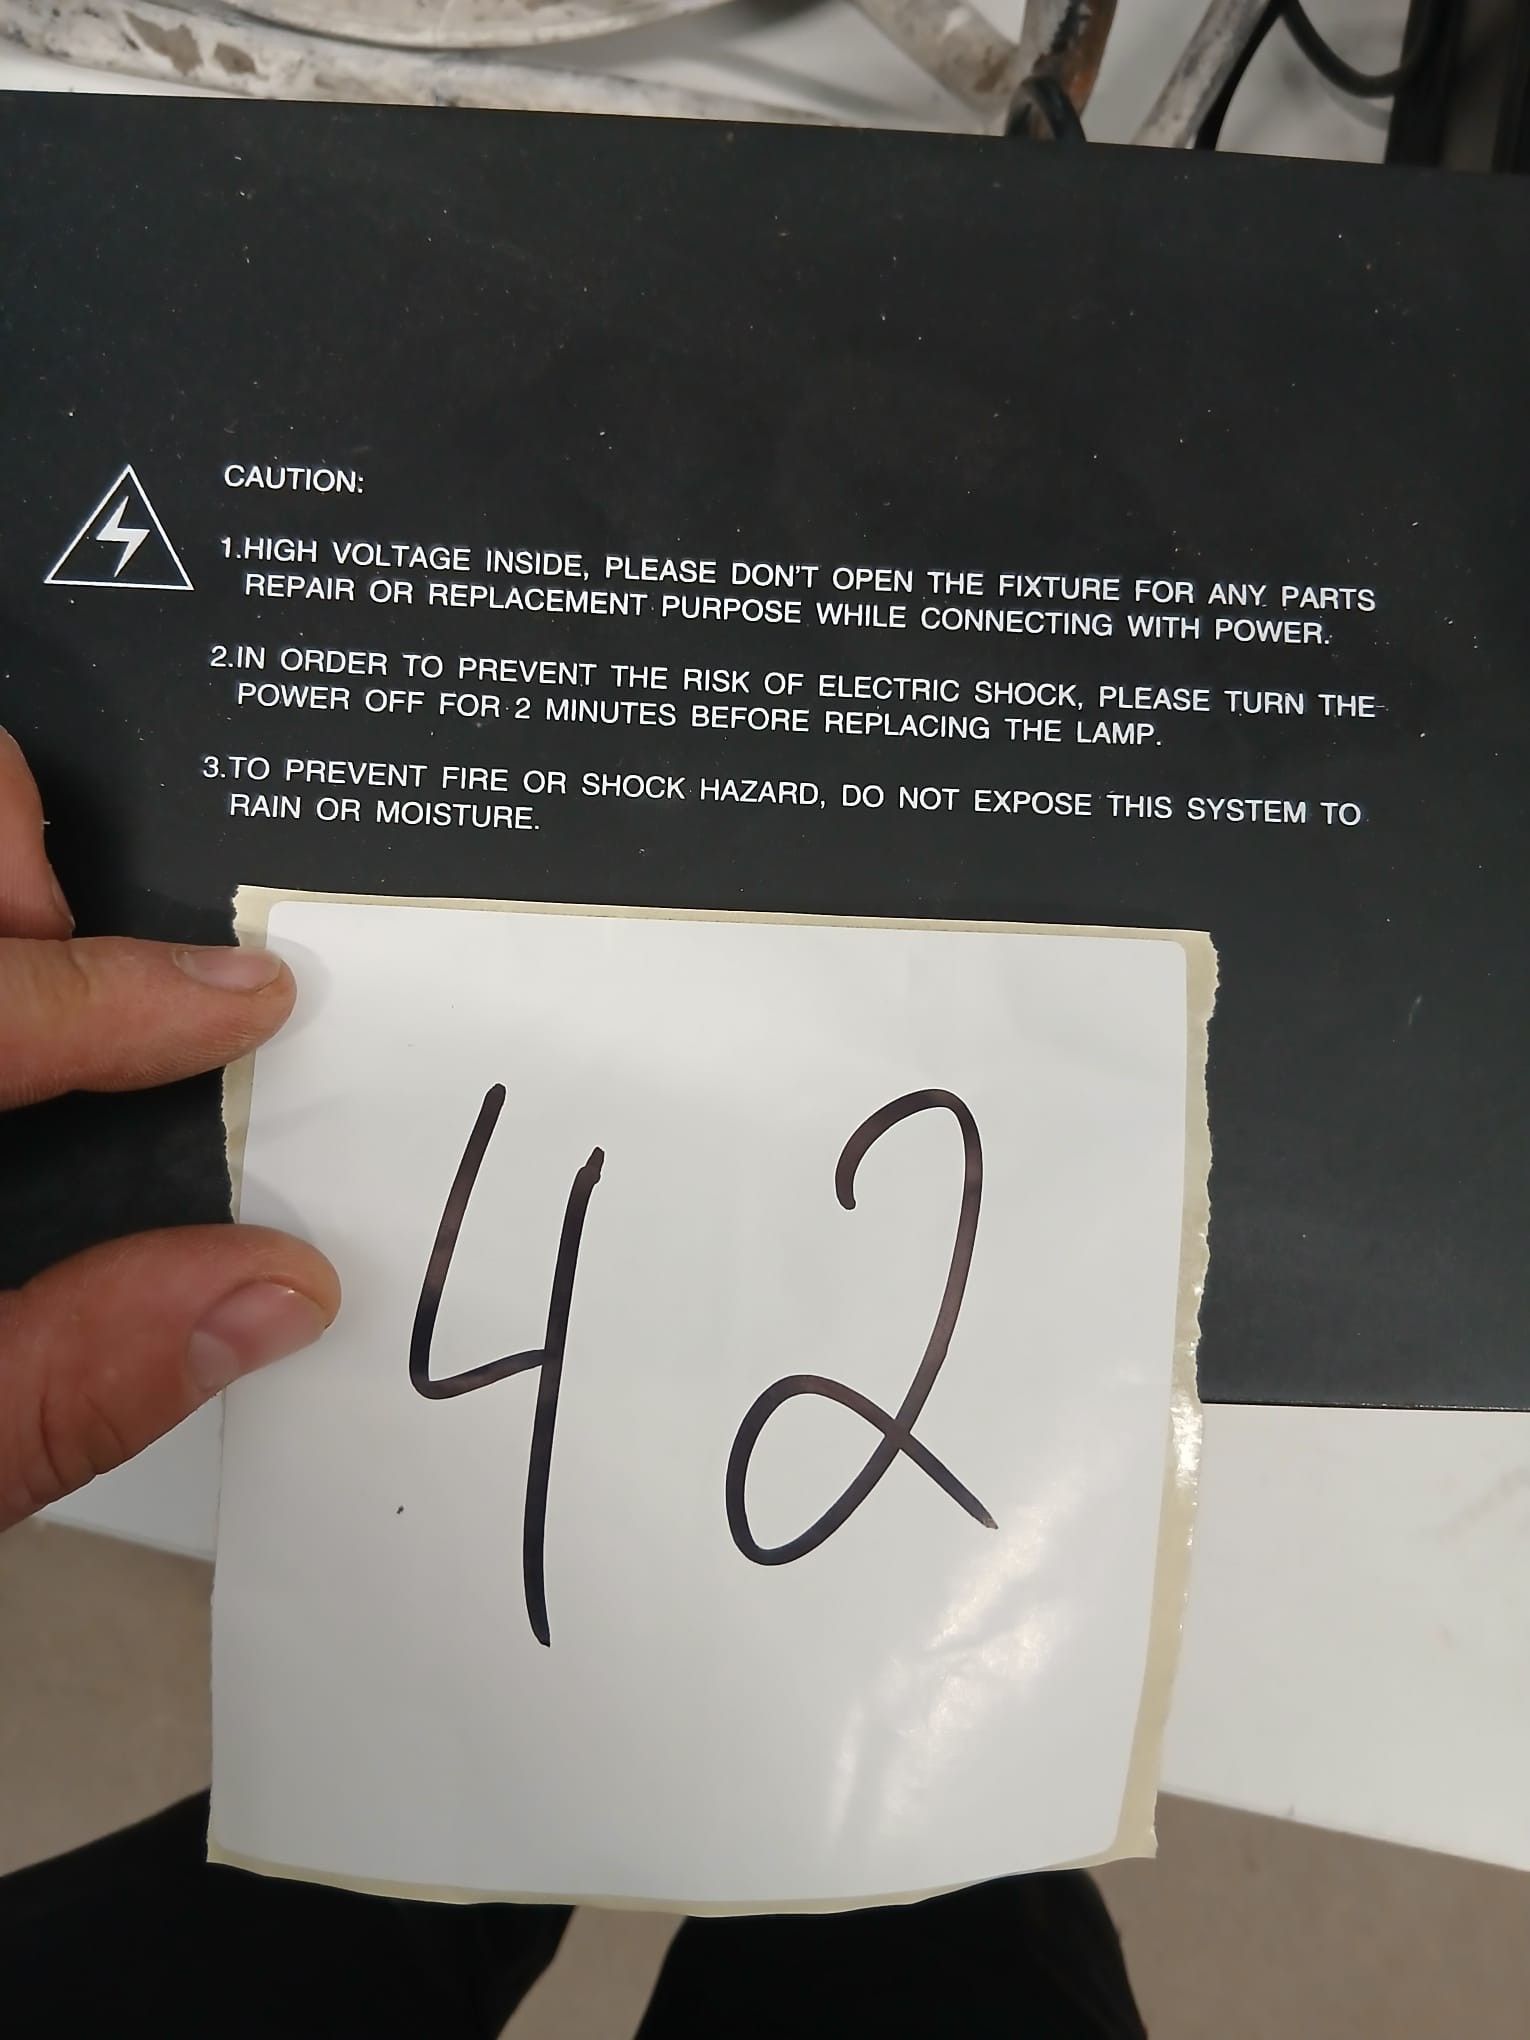 CAUTION:
1.HIGH VOLTAGE INSIDE, PLEASE DON'T OPEN THE FIXTURE FOR ANY PARTS
REPAIR OR REPLACEMENT PURPOSE WHILE CONNECTING WITH POWER.
2.IN ORDER TO PREVENT THE RISK OF ELECTRIC SHOCK, PLEASE TURN THE
POWER OFF FOR 2 MINUTES BEFORE REPLACING THE LAMP.
3.TO PREVENT FIRE OR SHOCK HAZARD, DO NOT EXPOSE THIS SYSTEM TO
RAIN OR MOISTURE.
42